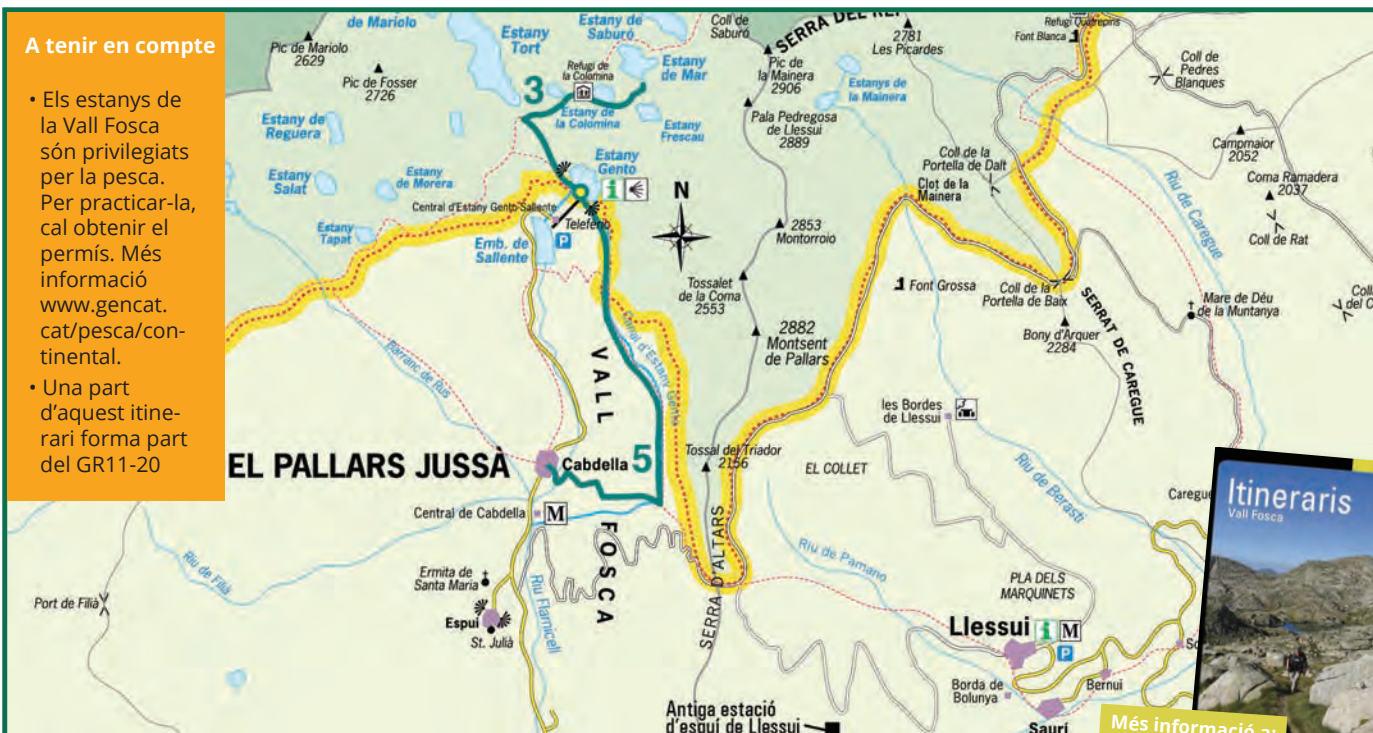 A tenir en compte
• Els estanys de
la Vall Fosca
són privilegiats
per la pesca.
Per practicar-la,
cal obtenir el
permís. Més
informació
www.gencat.
cat/pesca/con-
tinental.
• Una part
d'aquest itine-
rari forma part
del GR11-20
de Mariolo
Pic de Mariolo
2629
Pic de Fosser
2726
Estany
Tort
Estany de
Saburó
Coll de
Saburó
SERRA DEL
2781
Les Picardes
Refugi
Font Blanca
Coll de
Pedres
Blanques
Refugi de
la Colomina
Estany
de Mar
Pic de
la Mainera
2906
Estanys de
la Mainera
3
Estany de
la Colomina
Estany
Frescau
Pala Pedregosa
de Llessui
2889
Estany de
Reguera
Campmaior
2052
Estany
Salat
Estany
de Morera
Estany
Gento
i
N
Coll de la
Portella de Dalt
Clot de la
Mainera
Coma Ramadera
2037
Coll de Rat
Riu de Caregue
Central d'Estany Gento-Sallente
Telefèric
P
Estany
Tapat
Emb. de
Sallente
2853
Montorroio
Tossalet
de la Coma
2553
Font Grossa
Coll de la
Portella de Baix
SERRAT DE CAREGUE
Mare de Déu
de la Muntanya
Coll
del C
2882
Montsent
de Pallars
Bony d'Arquer
2284
Canal d'Estany Gento
Barranc de Rus
VALL
FOSCA
les Bordes
de Llessui
EL PALLARS JUSSÀ
Cabdella
5
Tossal del Triador
2156
EL COLLET
Riu de Berasti
Caregue
Central de Cabdella
M
SERRA D'ALTARS
Riu de Pamano
Riu de Filià
Port de Filià
Ermita de
Santa Maria
Riu Flamicell
Espui
St. Julià
PLA DELS
MARQUINETS
Llessui
i
M
P
Borda de
Bolunya
Bernui
Saurí
So
Antiga estació
d'esquí de Llessui
Itineraris
Vall Fosca
Més informació a: